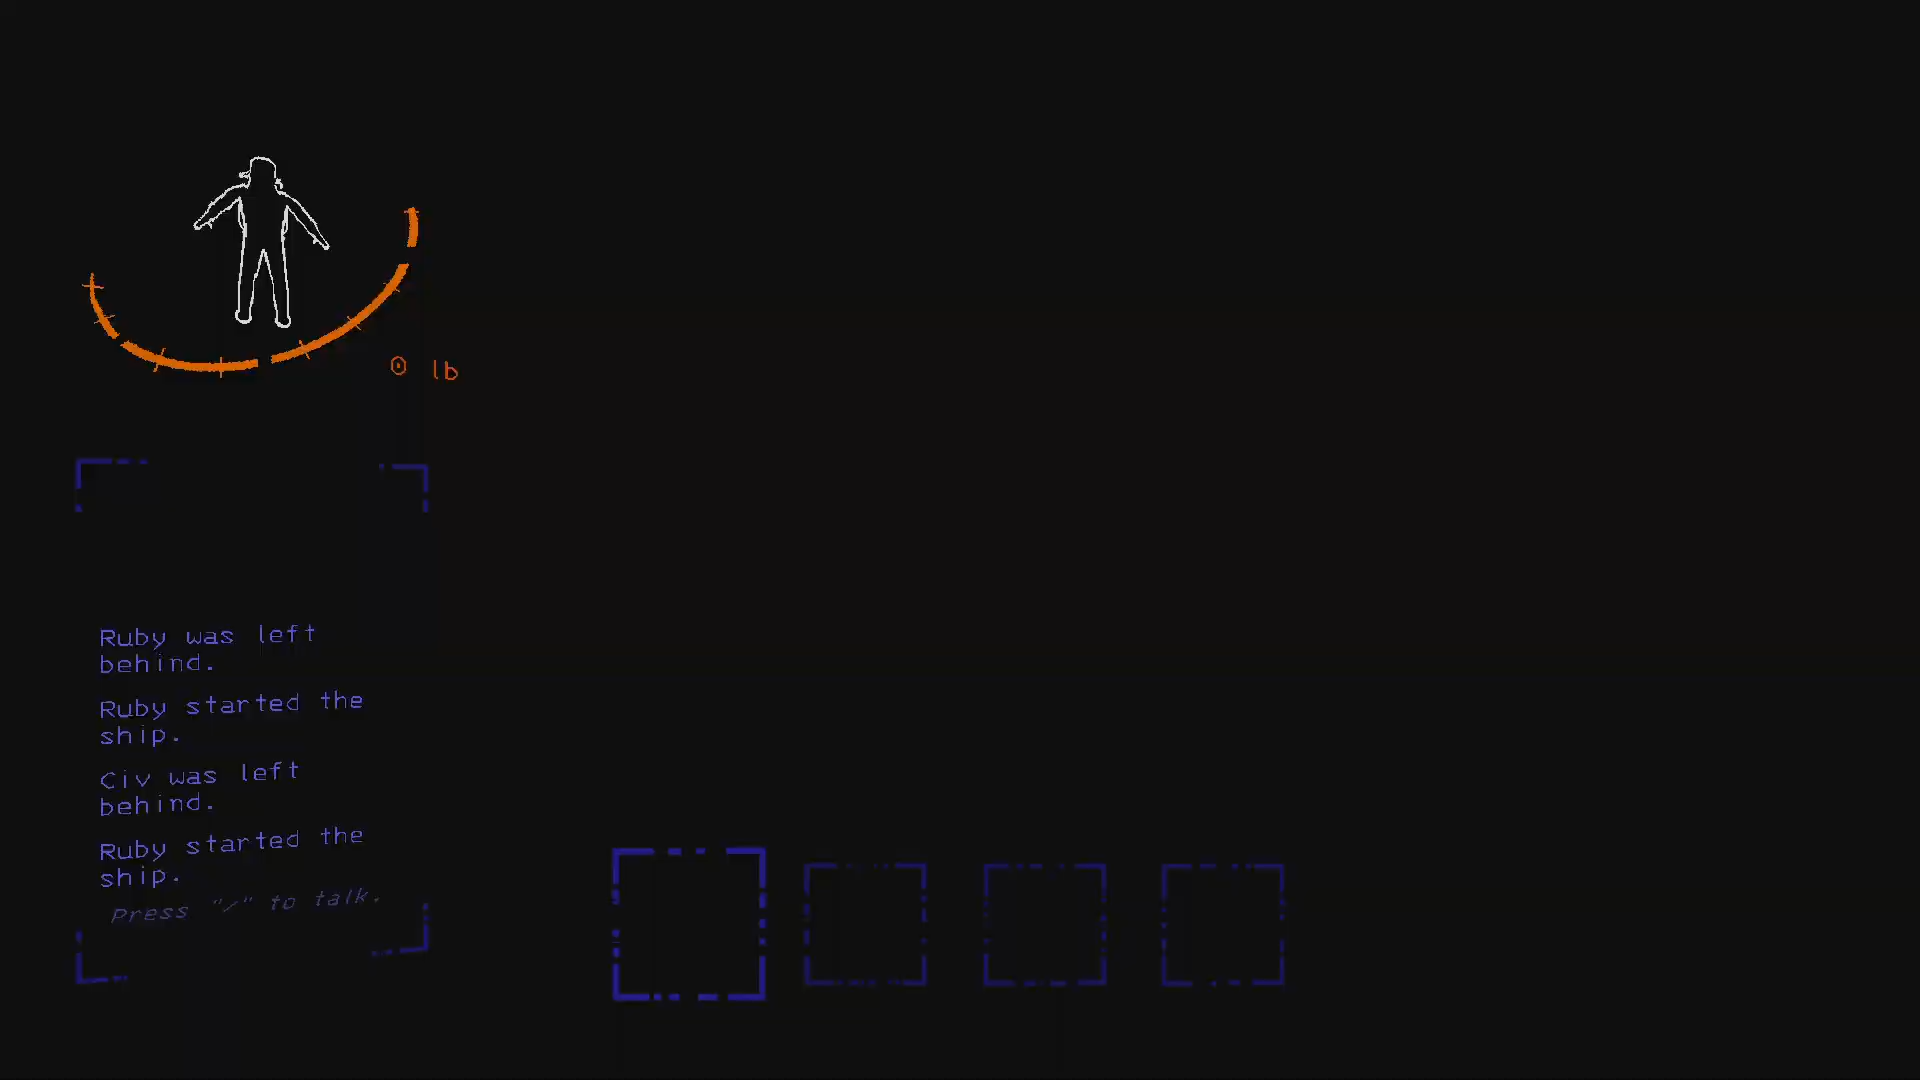 0 lb
Ruby was left
behind.
Ruby started the
ship.
Civ was left
behind.
Ruby started the
ship.
Press "/" to talk.